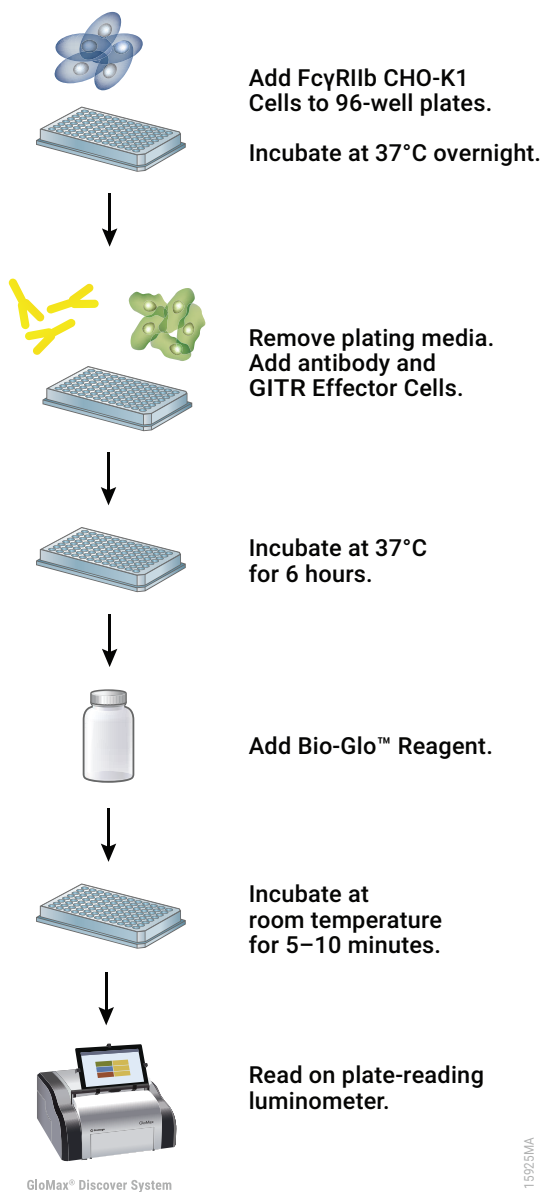 Add FcγRIIb CHO-K1
Cells to 96-well plates.
Incubate at 37°C overnight.
Remove plating media.
Add antibody and
GITR Effector Cells.
Incubate at 37°C
for 6 hours.
Add Bio-Glo™ Reagent.
Incubate at
room temperature
for 5–10 minutes.
Read on plate-reading
luminometer.
GloMax
GloMax® Discover System
15925MA